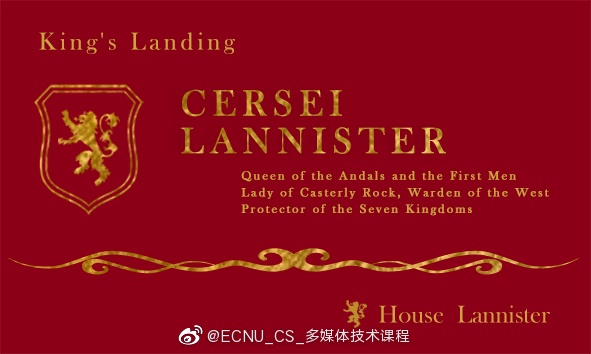 King's Landing
CERSEI
LANNISTER
Queen of the Andals and the First Men
Lady of Casterly Rock, Warden of the West
Protector of the Seven Kingdoms
House Lannister
@ECNU_CS_多媒体技术课程